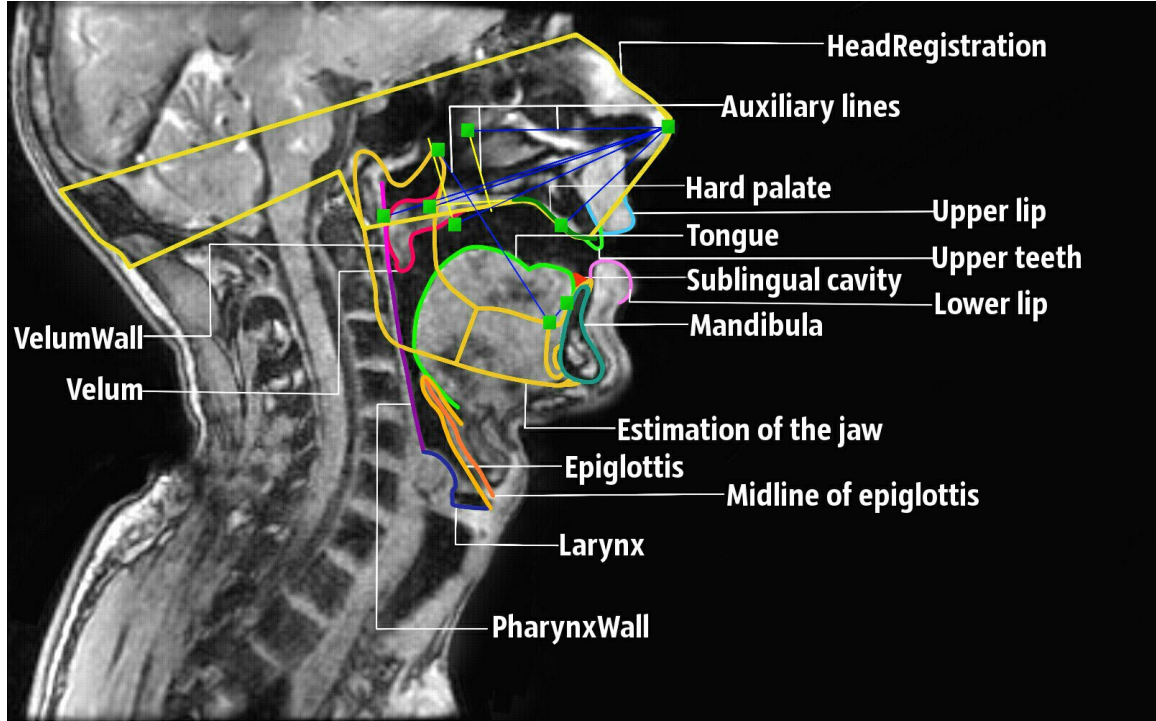 HeadRegistration
Auxiliary lines
Hard palate
Upper lip
Tongue
Upper teeth
Sublingual cavity
Lower lip
Mandibula
VelumWall
Velum
Estimation of the jaw
Epiglottis
Midline of epiglottis
Larynx
PharynxWall